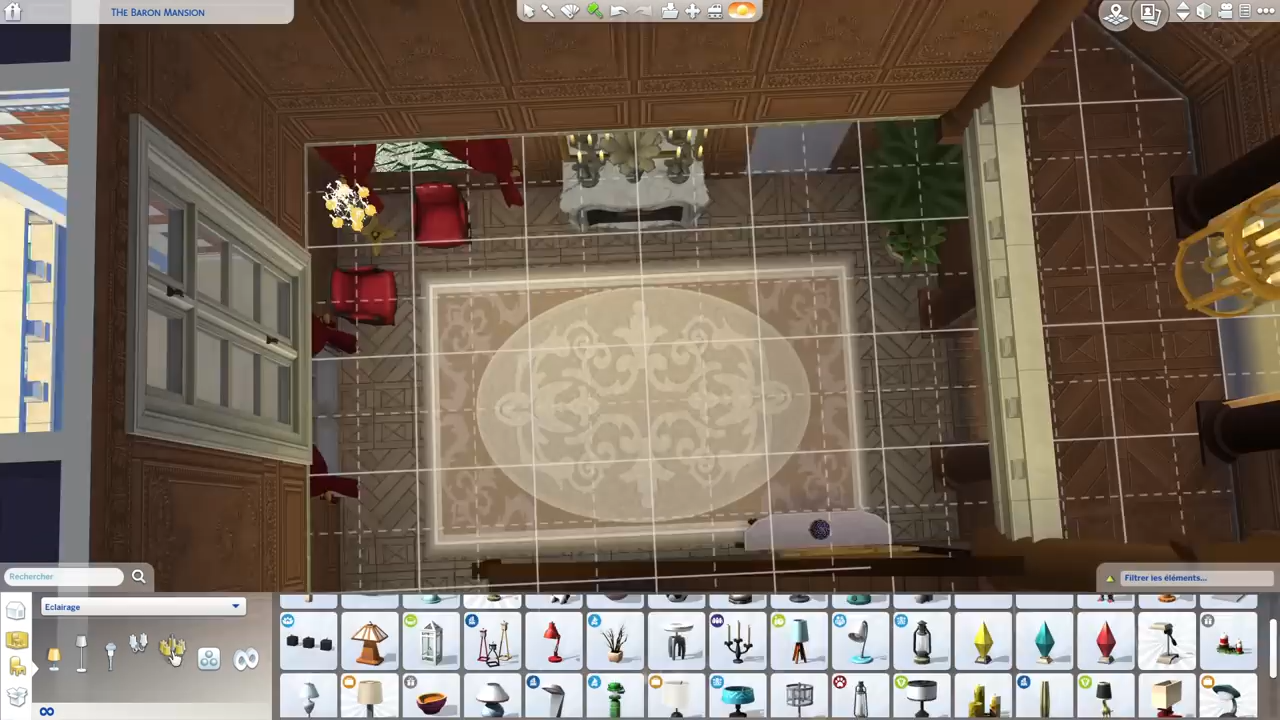 THe Baron Mansion
Rechercher
Filtrer les éléments...
Eclairage